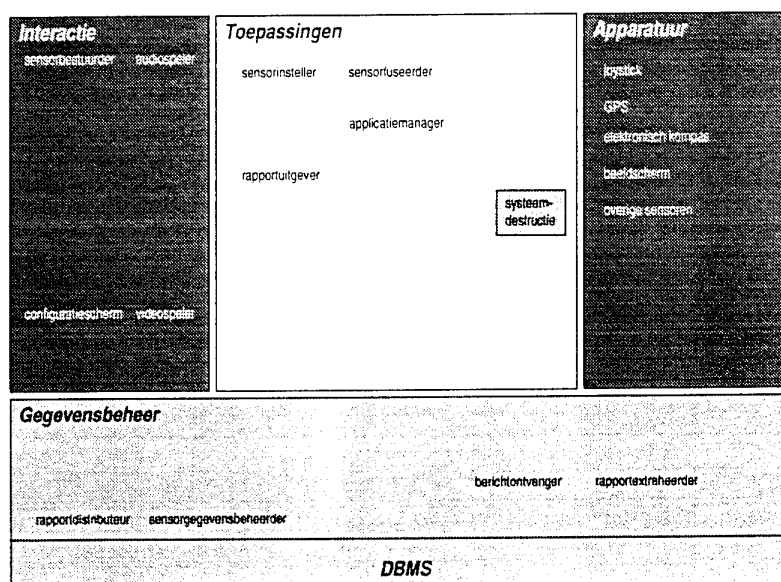 Interactie
sensorbestuurder audiospeler
configuratiescherm videospeler
Toepassingen
sensorinsteller sensorfuseerder
applicatiemanager
rapportuitgever
systeem-
destructie
Apparatuur
joystick
GPS
elektronisch kompas
beeldscherm
overige sensoren
Gegevensbeheer
berichtontvanger rapportextraheerder
rapportdistributeur sensorgegevensbeheerder
DBMS